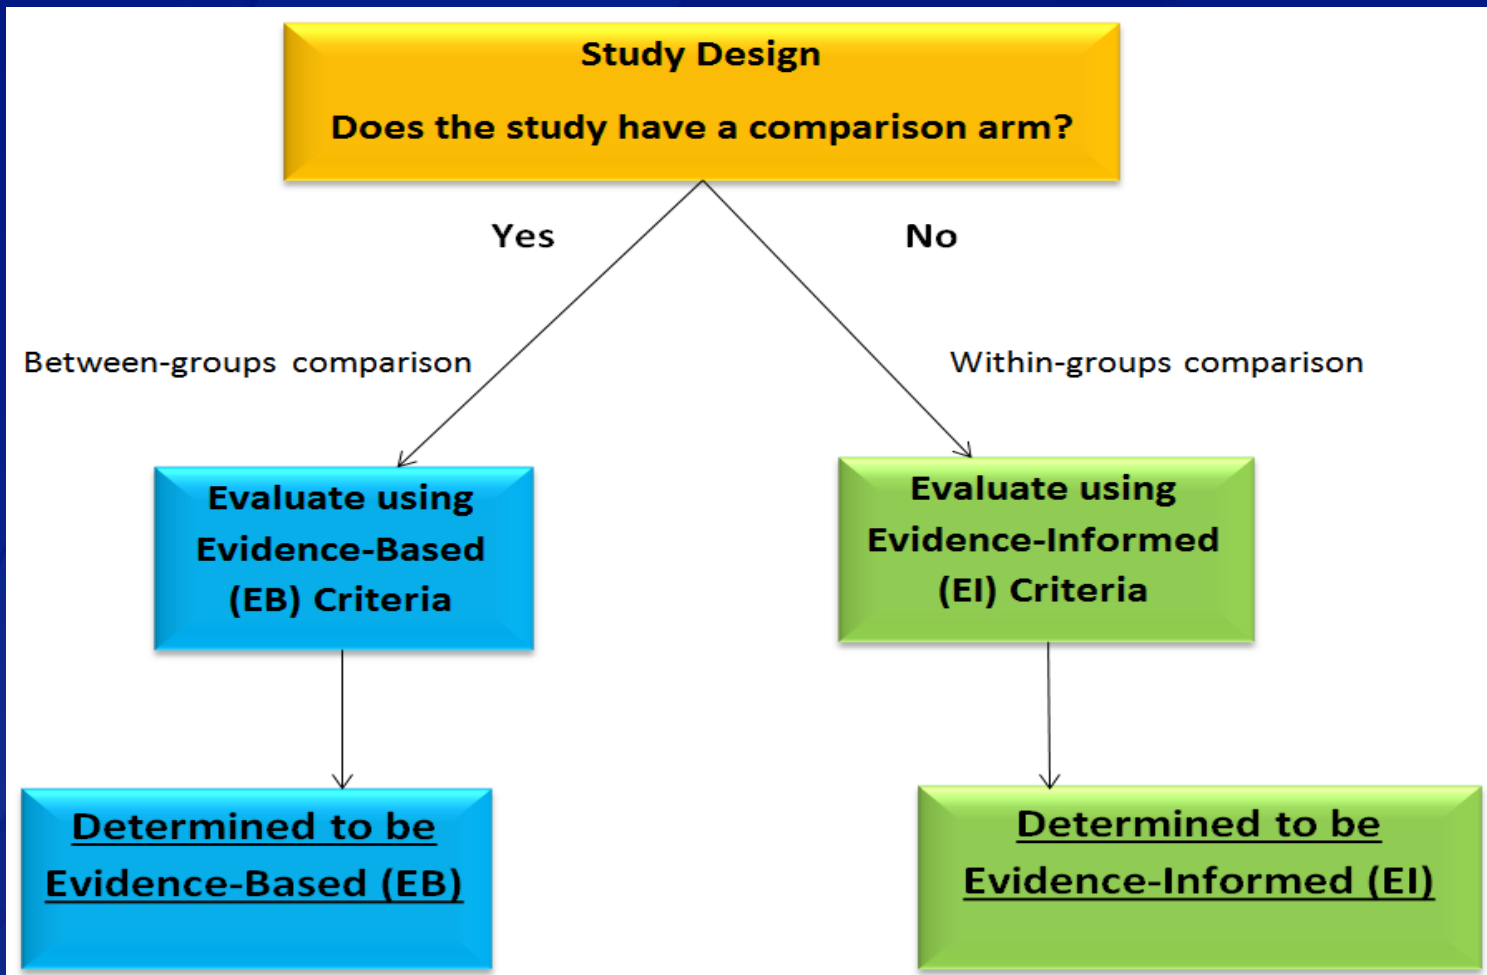 Study Design
Does the study have a comparison arm?
Yes
No
Between-groups comparison
Within-groups comparison
Evaluate using
Evidence-Based
(EB) Criteria
Evaluate using
Evidence-Informed
(EI) Criteria
Determined to be
Evidence-Based (EB)
Determined to be
Evidence-Informed (EI)